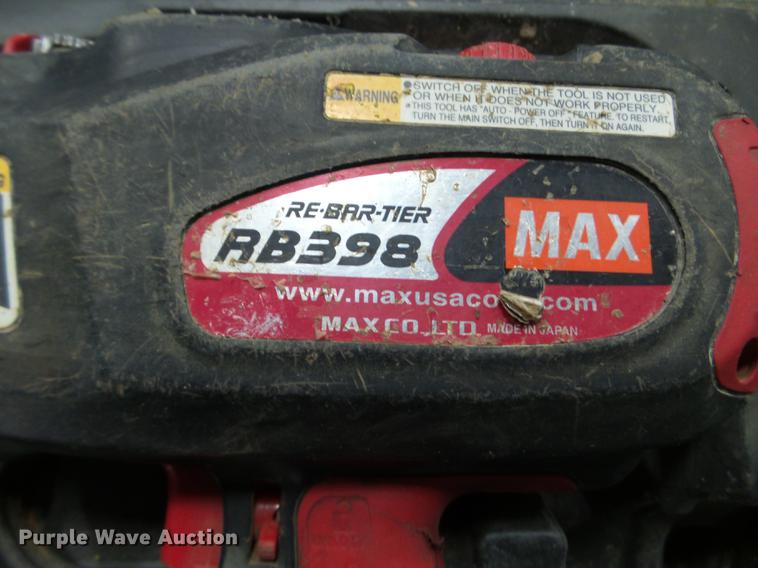 WARNING
SWITCH OFF WHEN THE TOOL IS NOT USED
OR WHEN IT DOES NOT WORK PROPERLY.
THIS TOOL HAS "AUTO - POWER OFF" FEATURE. TO RESTART,
TURN THE MAIN SWITCH OFF, THEN TURN IT ON AGAIN.
RE-BAR-TIER
RB398
MAX
www.maxusaco .com
MAX CO., LTD. MADE IN JAPAN
Purple Wave Auction